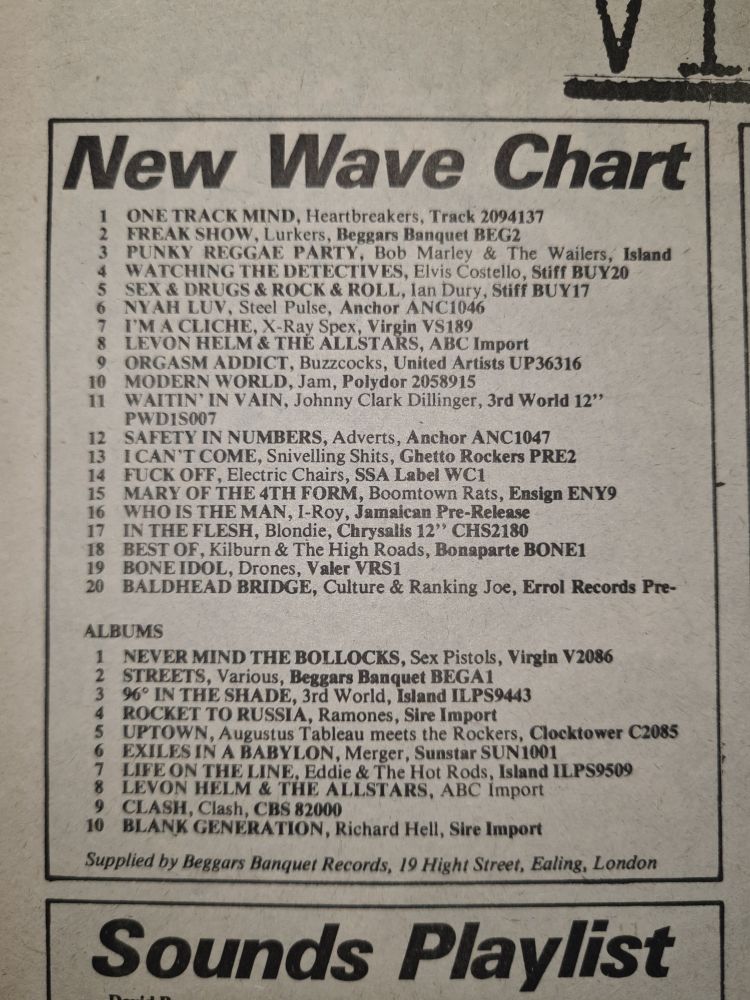 VI
New Wave Chart
1 ONE TRACK MIND, Heartbreakers, Track 2094137
2 FREAK SHOW, Lurkers, Beggars Banquet BEG2
3 PUNKY REGGAE PARTY, Bob Marley & The Wailers, Island
4 WATCHING THE DETECTIVES, Elvis Costello, Stiff BUY20
5 SEX & DRUGS & ROCK & ROLL, Ian Dury, Stiff BUY17
6 NYAH LUV, Steel Pulse, Anchor ANC1046
7 I'M A CLICHE, X-Ray Spex, Virgin VS189
8 LEVON HELM & THE ALLSTARS, ABC Import
9 ORGASM ADDICT, Buzzcocks, United Artists UP36316
10 MODERN WORLD, Jam, Polydor 2058915
11 WAITIN' IN VAIN, Johnny Clark Dillinger, 3rd World 12"
PWD1S007
12 SAFETY IN NUMBERS, Adverts, Anchor ANC1047
13 I CAN'T COME, Snivelling Shits, Ghetto Rockers PRE2
14 FUCK OFF, Electric Chairs, SSA Label WC1
15 MARY OF THE 4TH FORM, Boomtown Rats, Ensign ENY9
16 WHO IS THE MAN, I-Roy, Jamaican Pre-Release
17 IN THE FLESH, Blondie, Chrysalis 12" CHS2180
18 BEST OF, Kilburn & The High Roads, Bonaparte BONE1
19 BONE IDOL, Drones, Valer VRS1
20 BALDHEAD BRIDGE, Culture & Ranking Joe, Errol Records Pre-
ALBUMS
1 NEVER MIND THE BOLLOCKS, Sex Pistols, Virgin V2086
2 STREETS, Various, Beggars Banquet BEGA1
3 96° IN THE SHADE, 3rd World, Island ILPS9443
4 ROCKET TO RUSSIA, Ramones, Sire Import
5 UPTOWN, Augustus Tableau meets the Rockers, Clocktower C2085
6 EXILES IN A BABYLON, Merger, Sunstar SUN1001
7 LIFE ON THE LINE, Eddie & The Hot Rods, Island ILPS9509
8 LEVON HELM & THE ALLSTARS, ABC Import
9 CLASH, Clash, CBS 82000
10 BLANK GENERATION, Richard Hell, Sire Import
Supplied by Beggars Banquet Records, 19 Hight Street, Ealing, London
Sounds Playlist